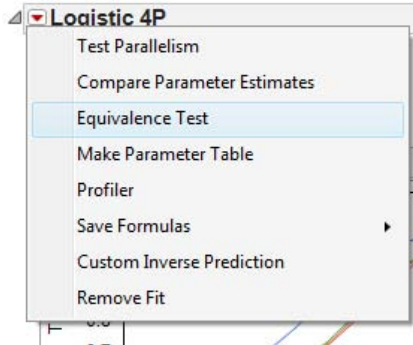 Logistic 4P
Test Parallelism
Compare Parameter Estimates
Equivalence Test
Make Parameter Table
Profiler
Save Formulas
Custom Inverse Prediction
Remove Fit